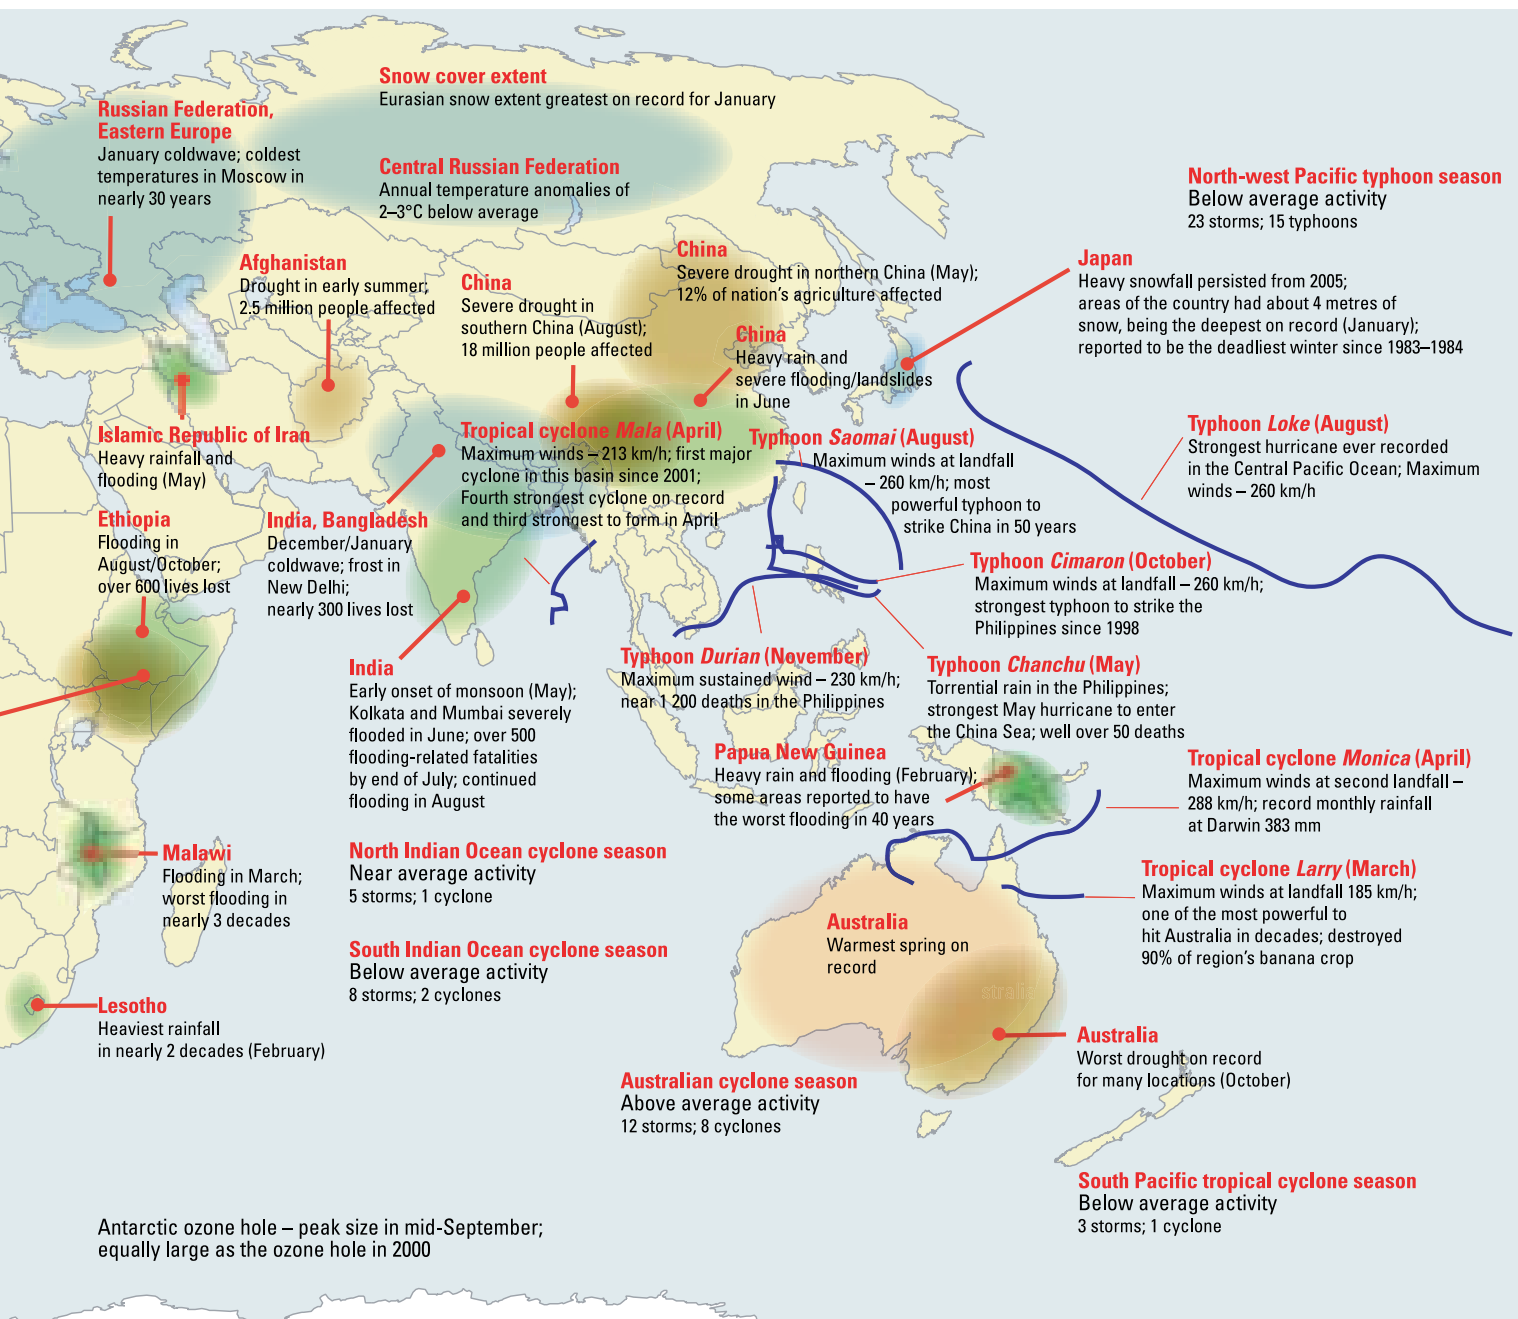 Snow cover extent
Eurasian snow extent greatest on record for January
Russian Federation,
Eastern Europe
January coldwave; coldest
temperatures in Moscow in
nearly 30 years
Central Russian Federation
Annual temperature anomalies of
2–3°C below average
North-west Pacific typhoon season
Below average activity
23 storms; 15 typhoons
Afghanistan
Drought in early summer;
2.5 million people affected
China
Severe drought in
southern China (August);
18 million people affected
China
Severe drought in northern China (May);
12% of nation's agriculture affected
China
Heavy rain and
severe flooding/landslides
in June
Japan
Heavy snowfall persisted from 2005;
areas of the country had about 4 metres of
snow, being the deepest on record (January);
reported to be the deadliest winter since 1983–1984
Islamic Republic of Iran
Heavy rainfall and
flooding (May)
Tropical cyclone Mala (April)
Maximum winds – 213 km/h; first major
cyclone in this basin since 2001;
Fourth strongest cyclone on record
and third strongest to form in April
Typhoon Saomai (August)
Maximum winds at landfall
– 260 km/h; most
powerful typhoon to
strike China in 50 years
Typhoon Loke (August)
Strongest hurricane ever recorded
in the Central Pacific Ocean; Maximum
winds – 260 km/h
Ethiopia
Flooding in
August/October;
over 600 lives lost
India, Bangladesh
December/January
coldwave; frost in
New Delhi;
nearly 300 lives lost
Typhoon Cimaron (October)
Maximum winds at landfall – 260 km/h;
strongest typhoon to strike the
Philippines since 1998
India
Early onset of monsoon (May);
Kolkata and Mumbai severely
flooded in June; over 500
flooding-related fatalities
by end of July; continued
flooding in August
Typhoon Durian (November)
Maximum sustained wind – 230 km/h;
near 1 200 deaths in the Philippines
Typhoon Chanchu (May)
Torrential rain in the Philippines;
strongest May hurricane to enter
the China Sea; well over 50 deaths
Papua New Guinea
Heavy rain and flooding (February);
some areas reported to have
the worst flooding in 40 years
Tropical cyclone Monica (April)
Maximum winds at second landfall –
288 km/h; record monthly rainfall
at Darwin 383 mm
Malawi
Flooding in March;
worst flooding in
nearly 3 decades
North Indian Ocean cyclone season
Near average activity
5 storms; 1 cyclone
Tropical cyclone Larry (March)
Maximum winds at landfall 185 km/h;
one of the most powerful to
hit Australia in decades; destroyed
90% of region's banana crop
Australia
Warmest spring on
record
South Indian Ocean cyclone season
Below average activity
8 storms; 2 cyclones
stralia
Lesotho
Heaviest rainfall
in nearly 2 decades (February)
Australia
Worst drought on record
for many locations (October)
Australian cyclone season
Above average activity
12 storms; 8 cyclones
South Pacific tropical cyclone season
Below average activity
3 storms; 1 cyclone
Antarctic ozone hole – peak size in mid-September;
equally large as the ozone hole in 2000